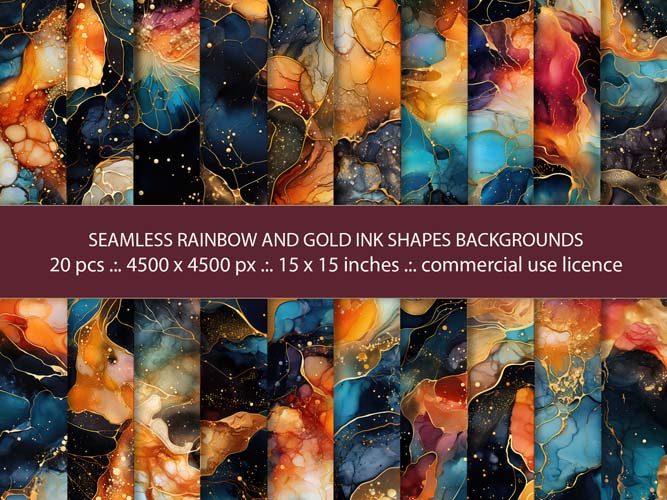 SEAMLESS RAINBOW AND GOLD INK SHAPES BACKGROUNDS
20 pcs .:. 4500 x 4500 px .:. 15 x 15 inches .:. commercial use licence